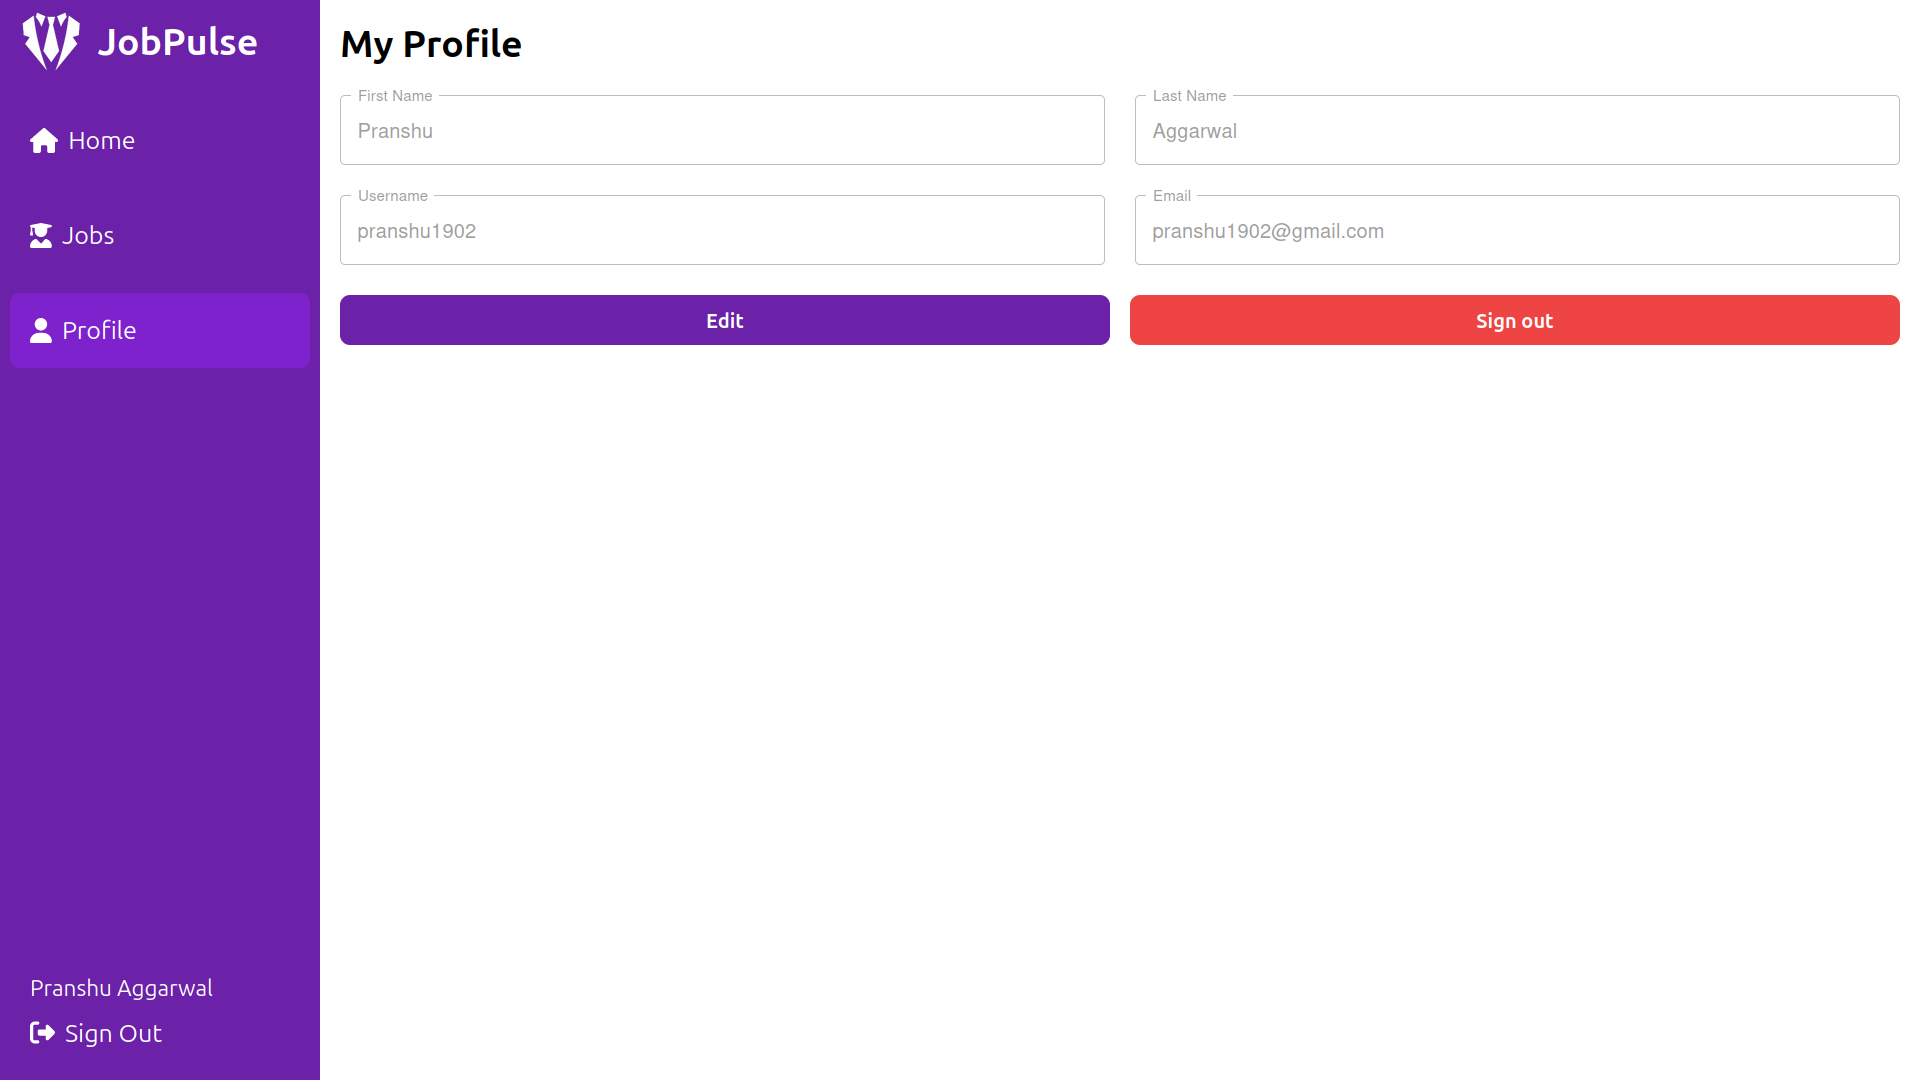 JobPulse
Home
Jobs
Profile
Pranshu Aggarwal
Sign Out
My Profile
First Name
Pranshu
Last Name
Aggarwal
Username
pranshu1902
Email
pranshu1902@gmail.com
Edit
Sign out